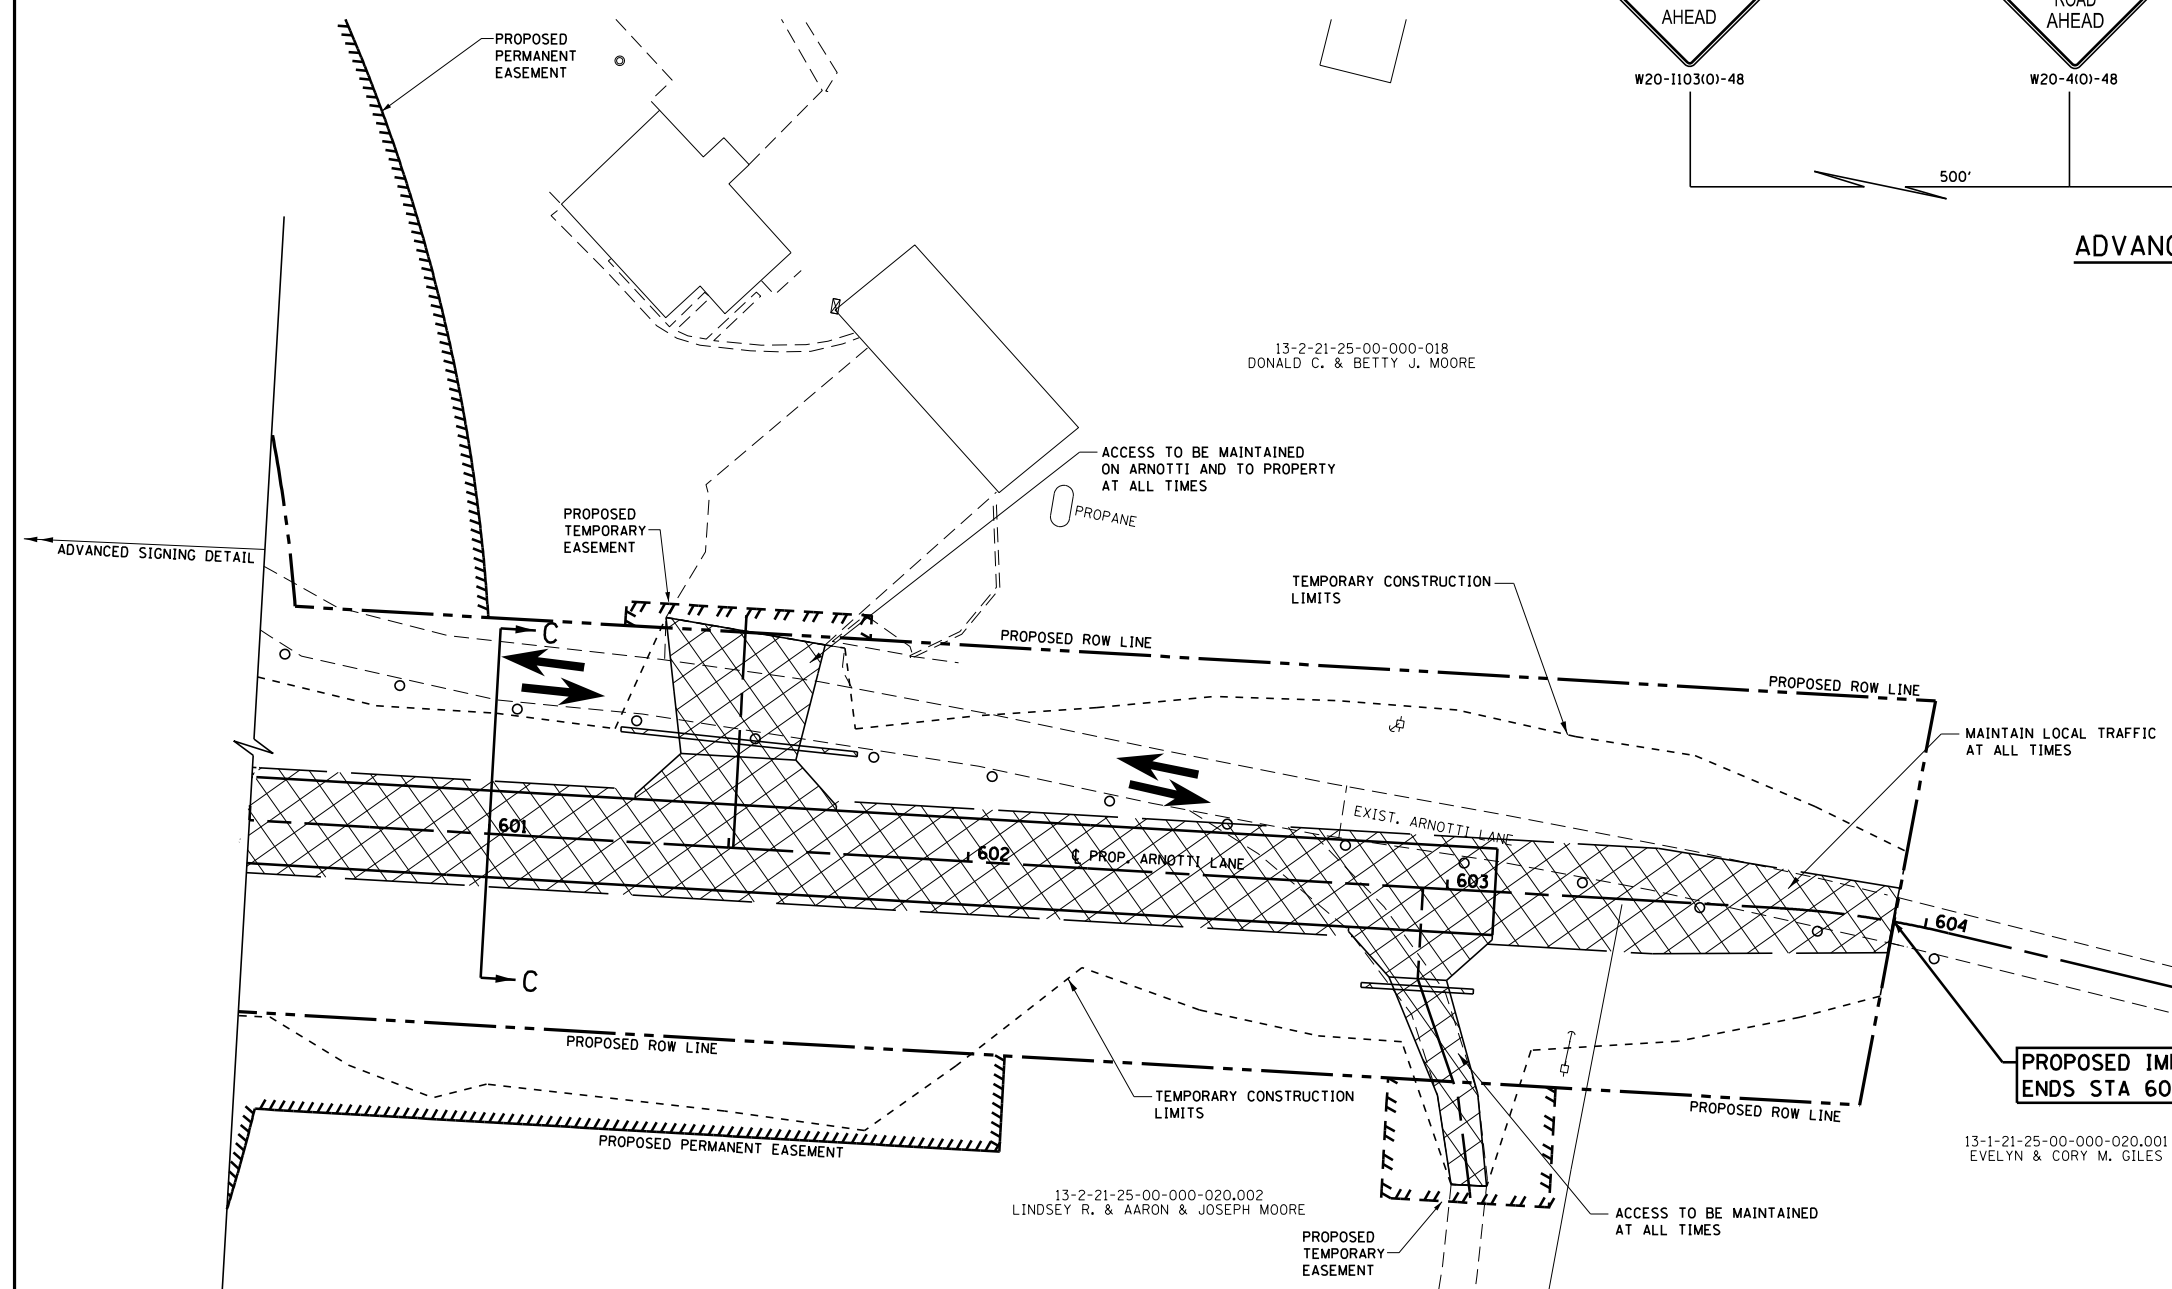 ROAD
AHEAD
AHEAD
W20-I103(0)-48
W20-4(0)-48
500'
PROPOSED
PERMANENT
EASEMENT
13-2-21-25-00-000-018
DONALD C. & BETTY J. MOORE
ACCESS TO BE MAINTAINED
ON ARNOTTI AND TO PROPERTY
AT ALL TIMES
PROPANE
PROPOSED
TEMPORARY
EASEMENT
ADVANCED SIGNING DETAIL
TEMPORARY CONSTRUCTION
LIMITS
C
PROPOSED ROW LINE
PROPOSED ROW LINE
MAINTAIN LOCAL TRAFFIC
AT ALL TIMES
EXIST. ARNOTTI LANE
601
602
℄ PROP. ARNOTTI LANE
603
604
C
PROPOSED ROW LINE
PROPOSED
ENDS STA
TEMPORARY CONSTRUCTION
LIMITS
PROPOSED ROW LINE
PROPOSED PERMANENT EASEMENT
13-1-21-25-00-000-020.001
EVELYN & CORY M. GILES
13-2-21-25-00-000-020.002
LINDSEY R. & AARON & JOSEPH MOORE
ACCESS TO BE MAINTAINED
AT ALL TIMES
PROPOSED
TEMPORARY
EASEMENT